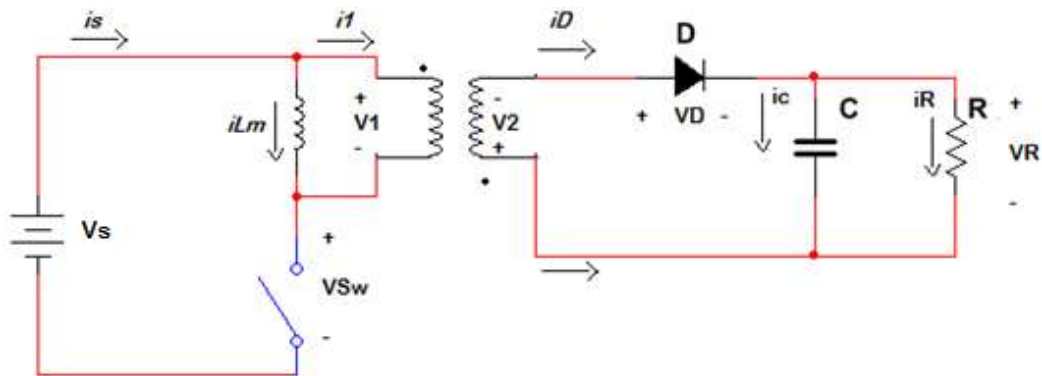 is
i1
iD
D
iLm
+
V1
-
-
V2
+
+
VD
-
ic
C
iR
R
+
VR
-
Vs
+
VSw
-